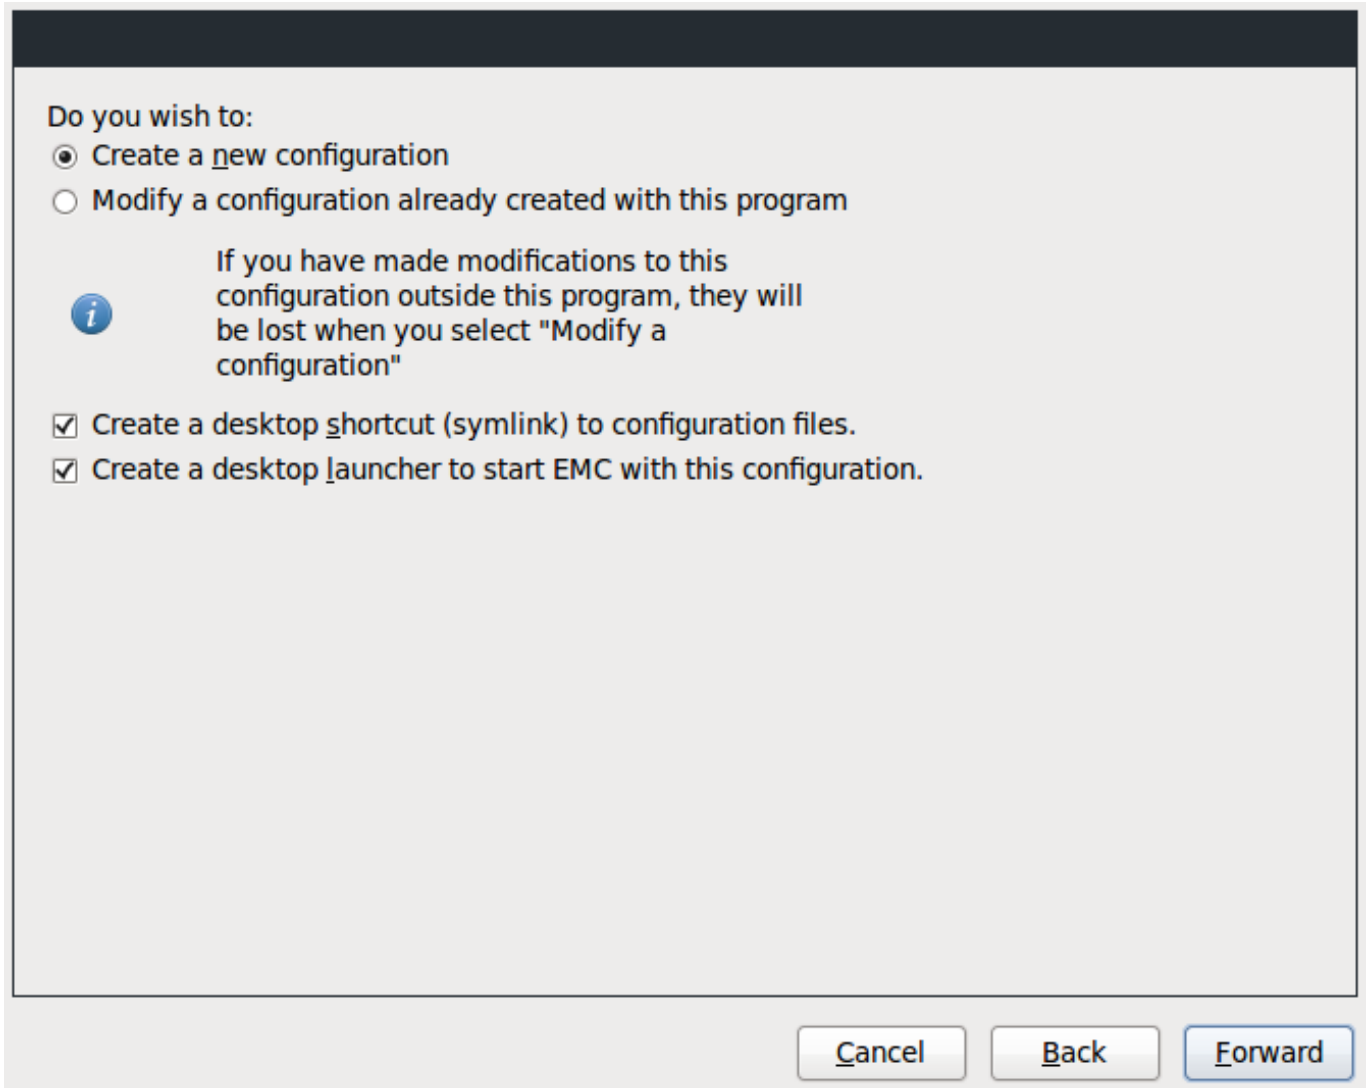 Do you wish to:
Create a new configuration
Modify a configuration already created with this program
If you have made modifications to this
configuration outside this program, they will
be lost when you select "Modify a
configuration"
Create a desktop shortcut (symlink) to configuration files.
Create a desktop launcher to start EMC with this configuration.
Cancel Back Forward